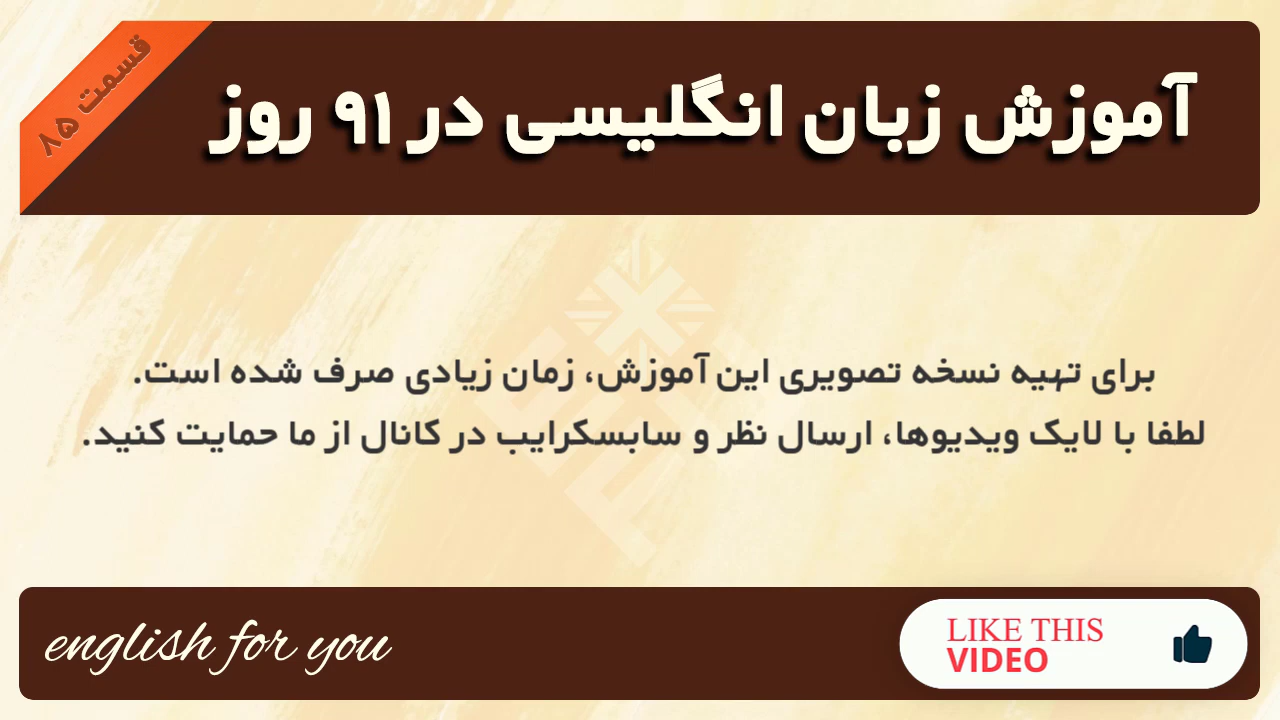 قسمت ۸۵
آموزش زبان انگلیسی در ۹۱ روز
برای تهیه نسخه تصویری این آموزش، زمان زیادی صرف شده است.
لطفا با لایک ویدیوها، ارسال نظر و سابسکرایب در کانال از ما حمایت کنید.
english for you
LIKE THIS
VIDEO